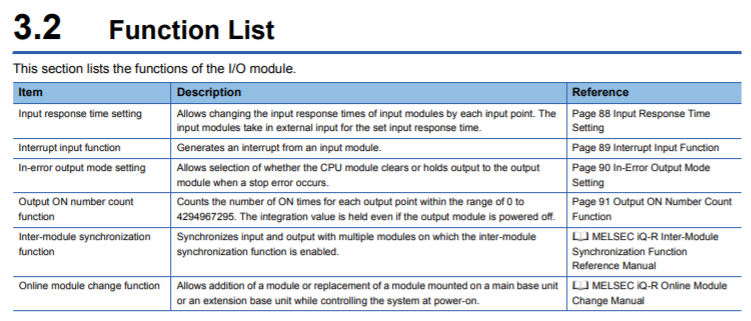 3.2 Function List
This section lists the functions of the I/O module.
Item Description Reference
Input response time setting Allows changing the input response times of input modules by each input point. The Page 88 Input Response Time
input modules take in external input for the set input response time. Setting
Interrupt input function Generates an interrupt from an input module. Page 89 Interrupt Input Function
In-error output mode setting Allows selection of whether the CPU module clears or holds output to the output Page 90 In-Error Output Mode
module when a stop error occurs. Setting
Output ON number count Counts the number of ON times for each output point within the range of 0 to Page 91 Output ON Number Count
function 4294967295. The integration value is held even if the output module is powered off. Function
Inter-module synchronization Synchronizes input and output with multiple modules on which the inter-module MELSEC iQ-R Inter-Module
function synchronization function is enabled. Synchronization Function
Reference Manual
Online module change function Allows addition of a module or replacement of a module mounted on a main base unit MELSEC iQ-R Online Module
or an extension base unit while controlling the system at power-on. Change Manual